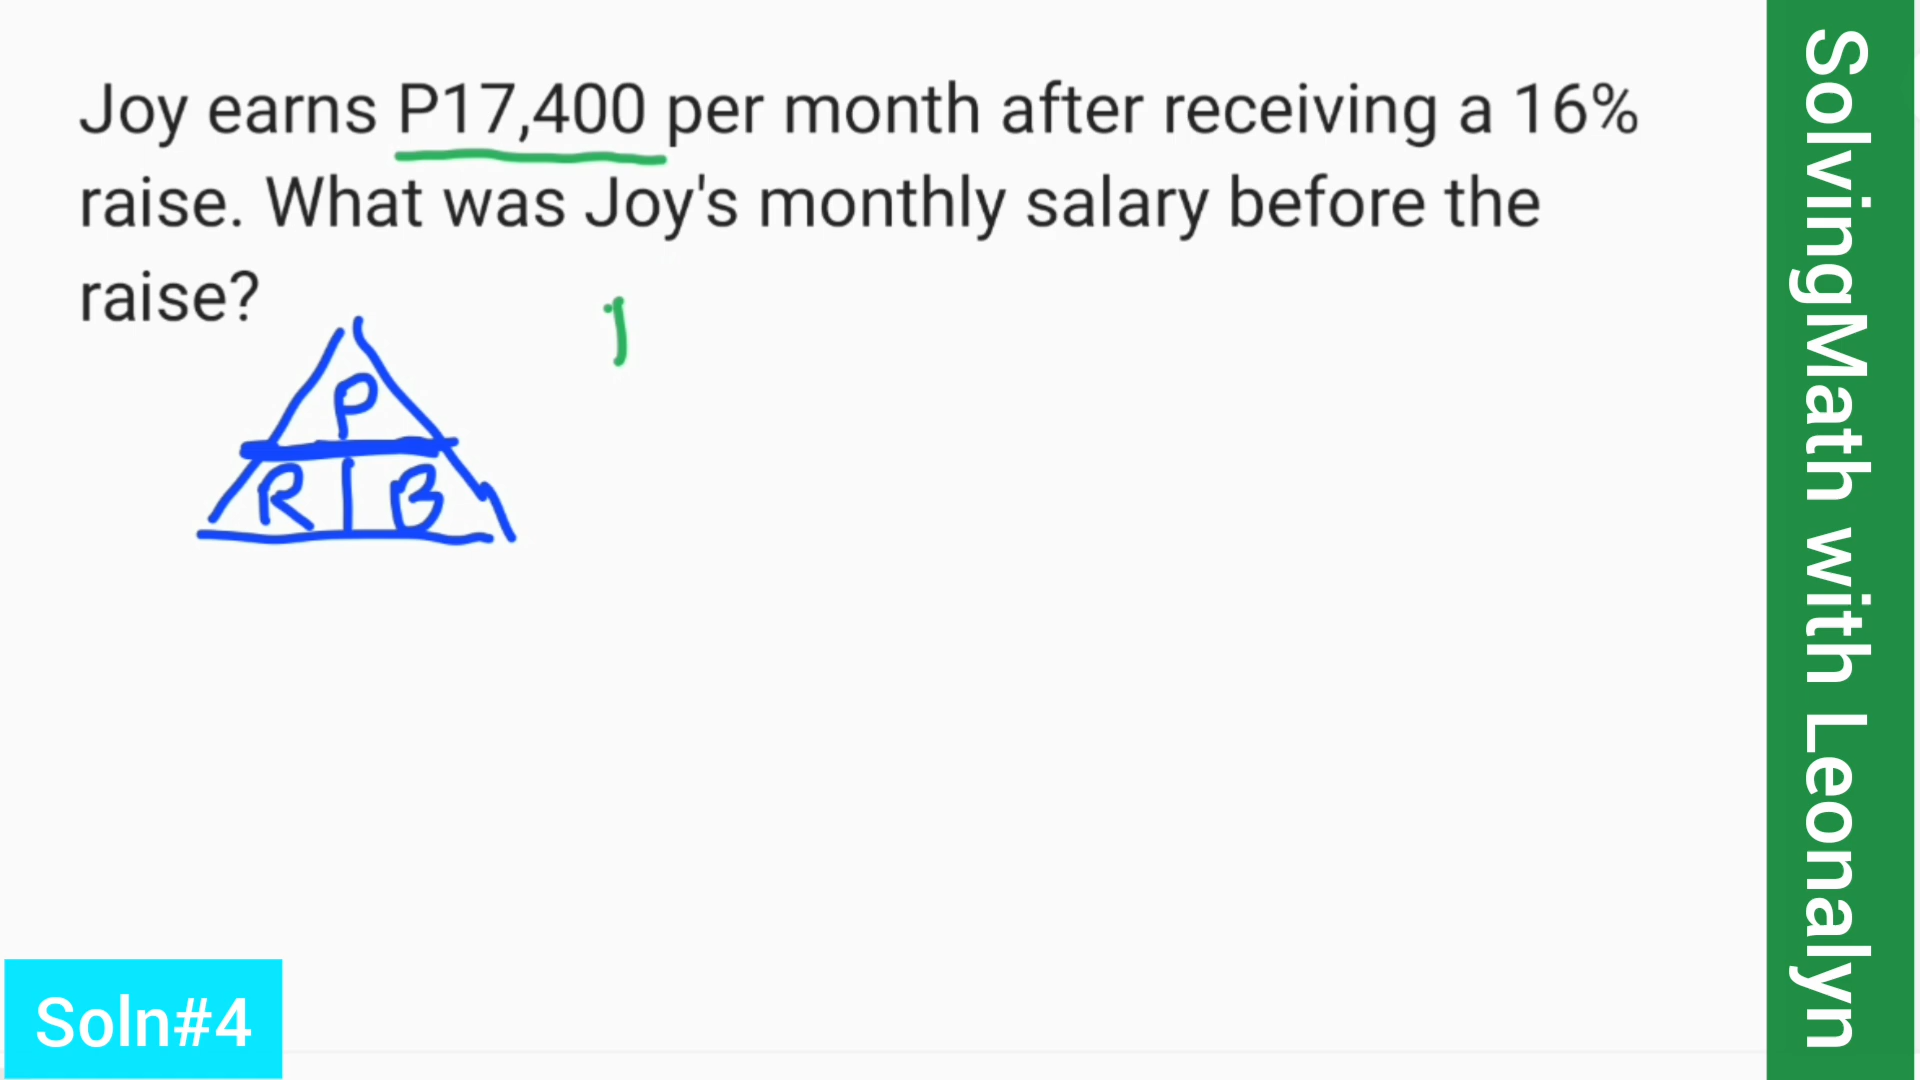 Joy earns P17,400 per month after receiving a 16%
raise. What was Joy's monthly salary before the
raise?
P
R B
Soln#4
SolvingMath with Leonalyn